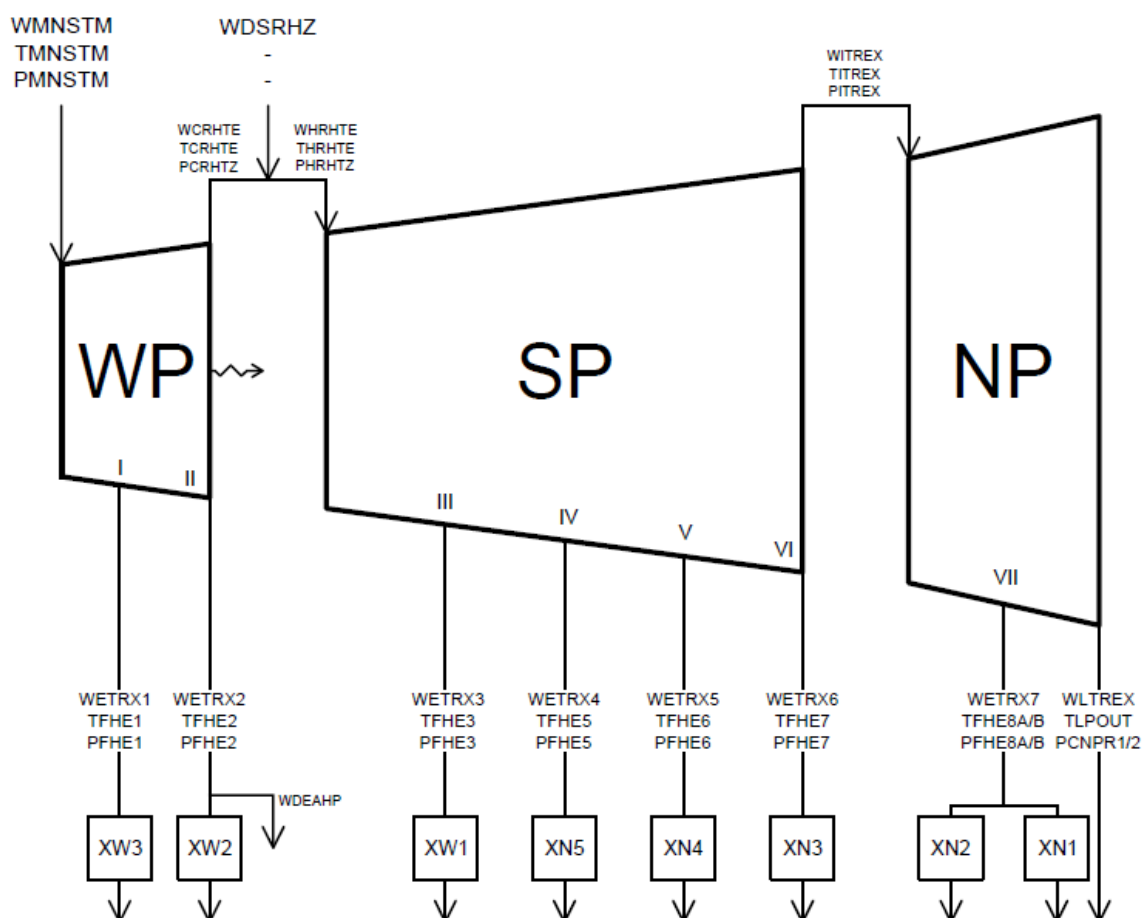 WMNSTM
TMNSTM
PMNSTM
WDSRHZ
-
-
WITREX
TITREX
PITREX
WCRHTE
TCRHTE
PCRHTZ
WHRHTE
THRHTE
PHRHTZ
WP
SP
NP
I
II
III
IV
V
VI
VII
WETRX1
TFHE1
PFHE1
WETRX2
TFHE2
PFHE2
WETRX3
TFHE3
PFHE3
WETRX4
TFHE5
PFHE5
WETRX5
TFHE6
PFHE6
WETRX6
TFHE7
PFHE7
WETRX7
TFHE8A/B
PFHE8A/B
WLTREX
TLPOUT
PCNPR1/2
WDEAHP
XW3
XW2
XW1
XN5
XN4
XN3
XN2
XN1